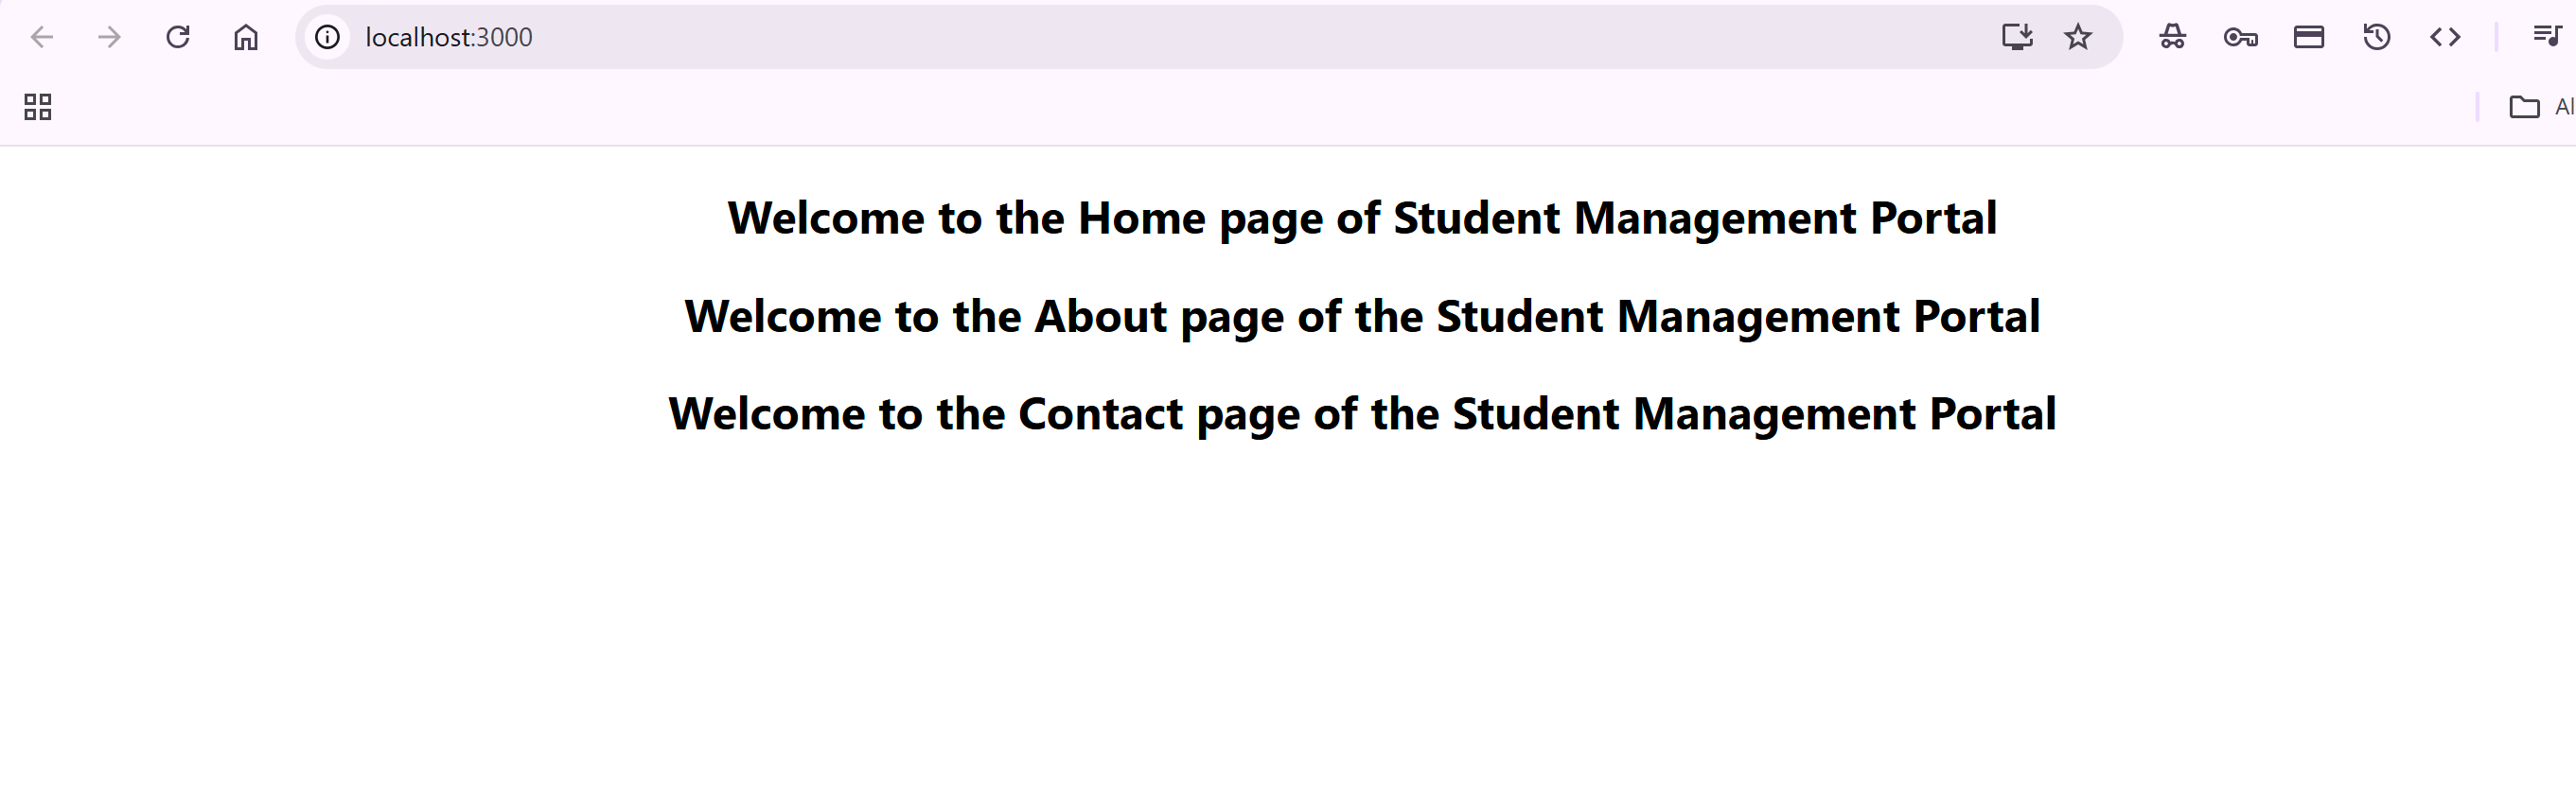 localhost:3000
Al
Welcome to the Home page of Student Management Portal
Welcome to the About page of the Student Management Portal
Welcome to the Contact page of the Student Management Portal